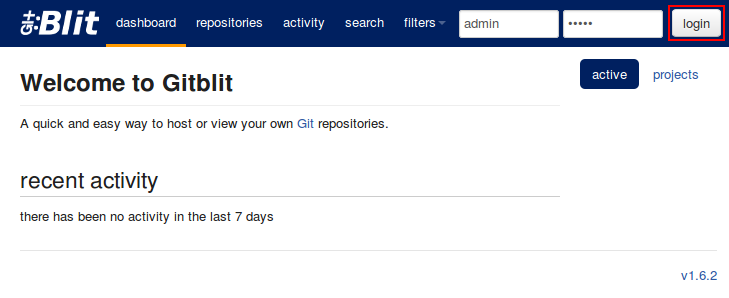 Git:Blit dashboard repositories activity search filters admin ••••• login
Welcome to Gitblit active projects
A quick and easy way to host or view your own Git repositories.
recent activity
there has been no activity in the last 7 days
v1.6.2